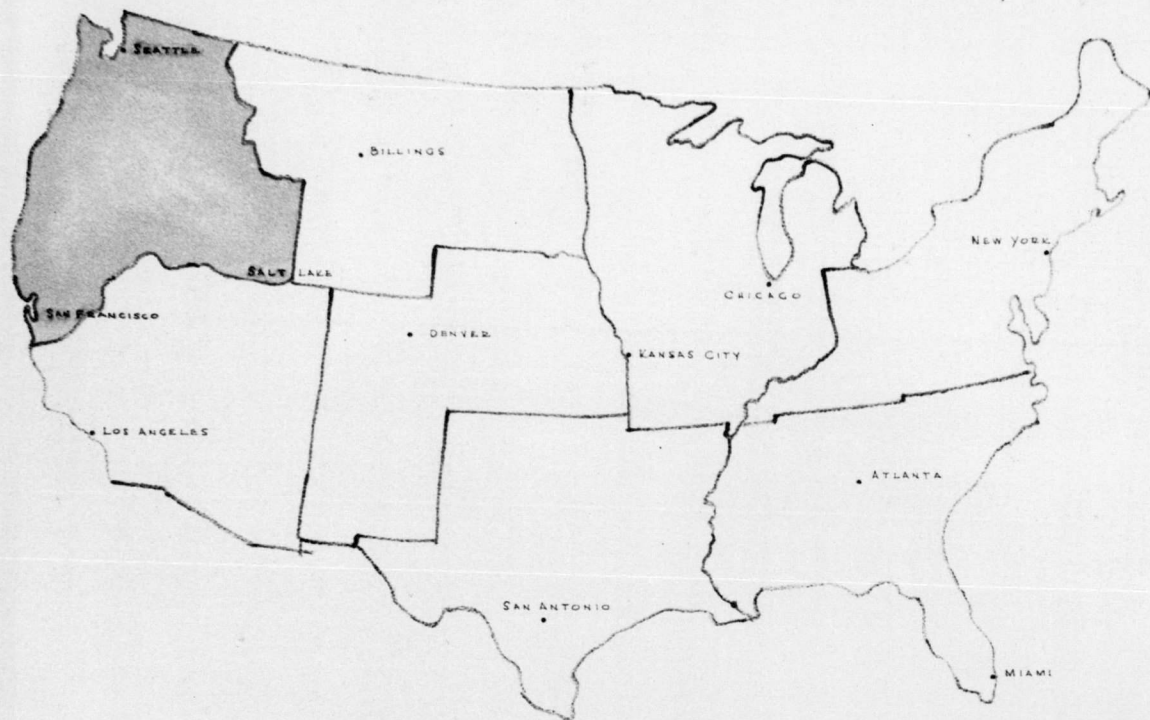 SEATTLE
BILLINGS
NEW YORK
SALT LAKE
CHICAGO
SAN FRANCISCO
DENVER
KANSAS CITY
LOS ANGELES
ATLANTA
SAN ANTONIO
MIAMI